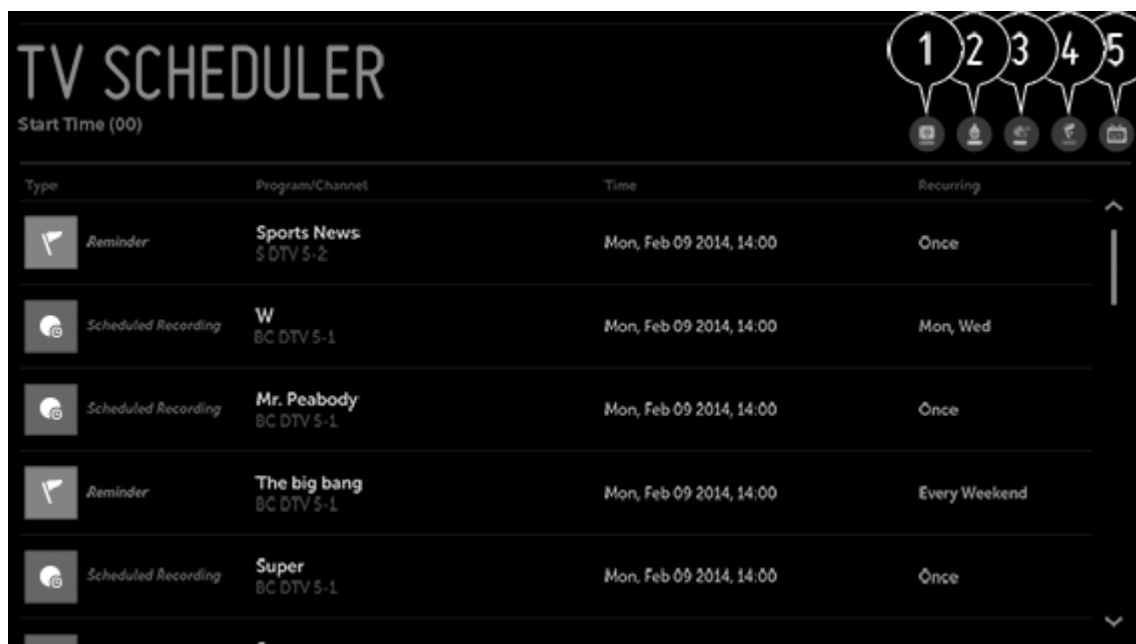 TV SCHEDULER
Start Time (00)
1 2 3 4 5
Type Program/Channel Time Recurring
Reminder Sports News Mon, Feb 09 2014, 14:00 Once
S DTV 5-2
Scheduled Recording W Mon, Feb 09 2014, 14:00 Mon, Wed
BC DTV 5-1
Scheduled Recording Mr. Peabody Mon, Feb 09 2014, 14:00 Once
BC DTV 5-1
Reminder The big bang Mon, Feb 09 2014, 14:00 Every Weekend
BC DTV 5-1
Scheduled Recording Super Mon, Feb 09 2014, 14:00 Once
BC DTV 5-1